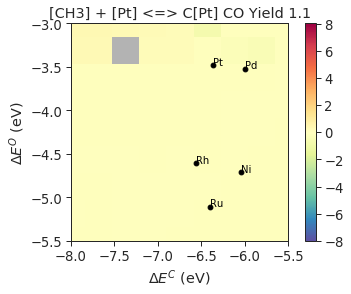 [CH3] + [Pt] <=> C[Pt] CO Yield 1.1
−3.0
−3.5
−4.0
−4.5
−5.0
−5.5
ΔE^O (eV)
Pt
Pd
Rh
Ni
Ru
−8.0 −7.5 −7.0 −6.5 −6.0 −5.5
ΔE^C (eV)
8
6
4
2
0
−2
−4
−6
−8